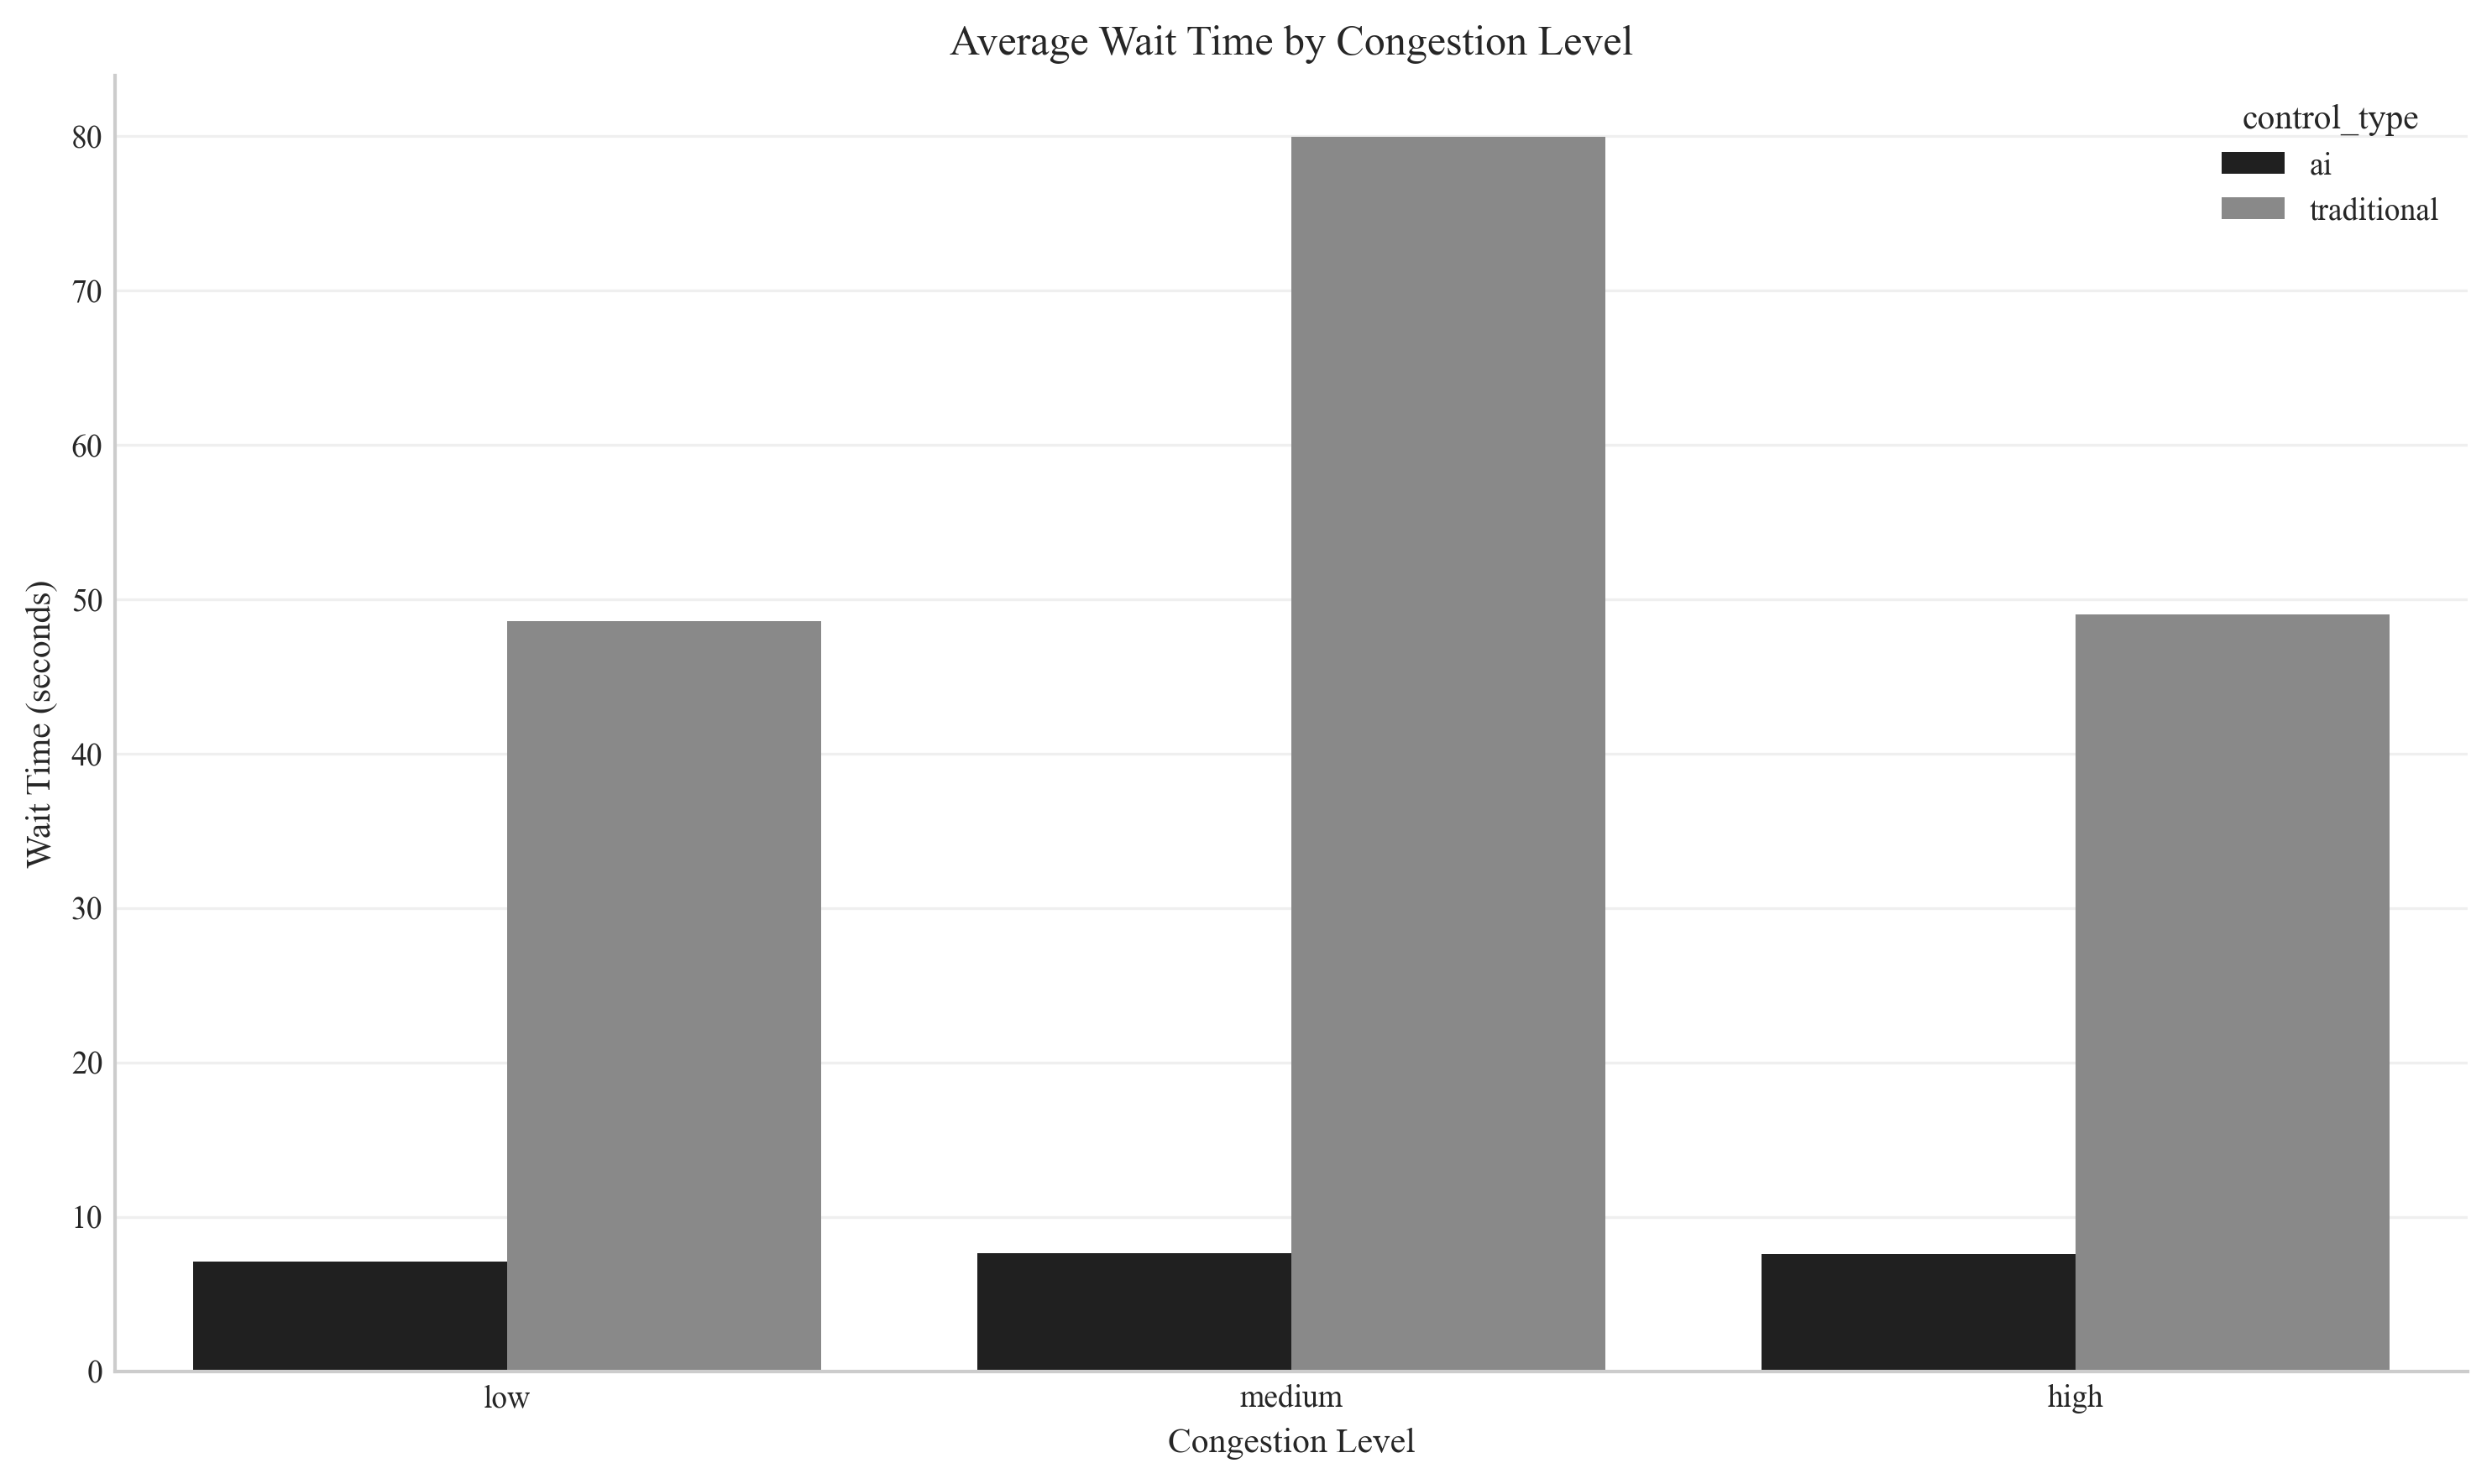 Average Wait Time by Congestion Level
control_type
ai
traditional
Wait Time (seconds)
80
70
60
50
40
30
20
10
0
low
medium
high
Congestion Level